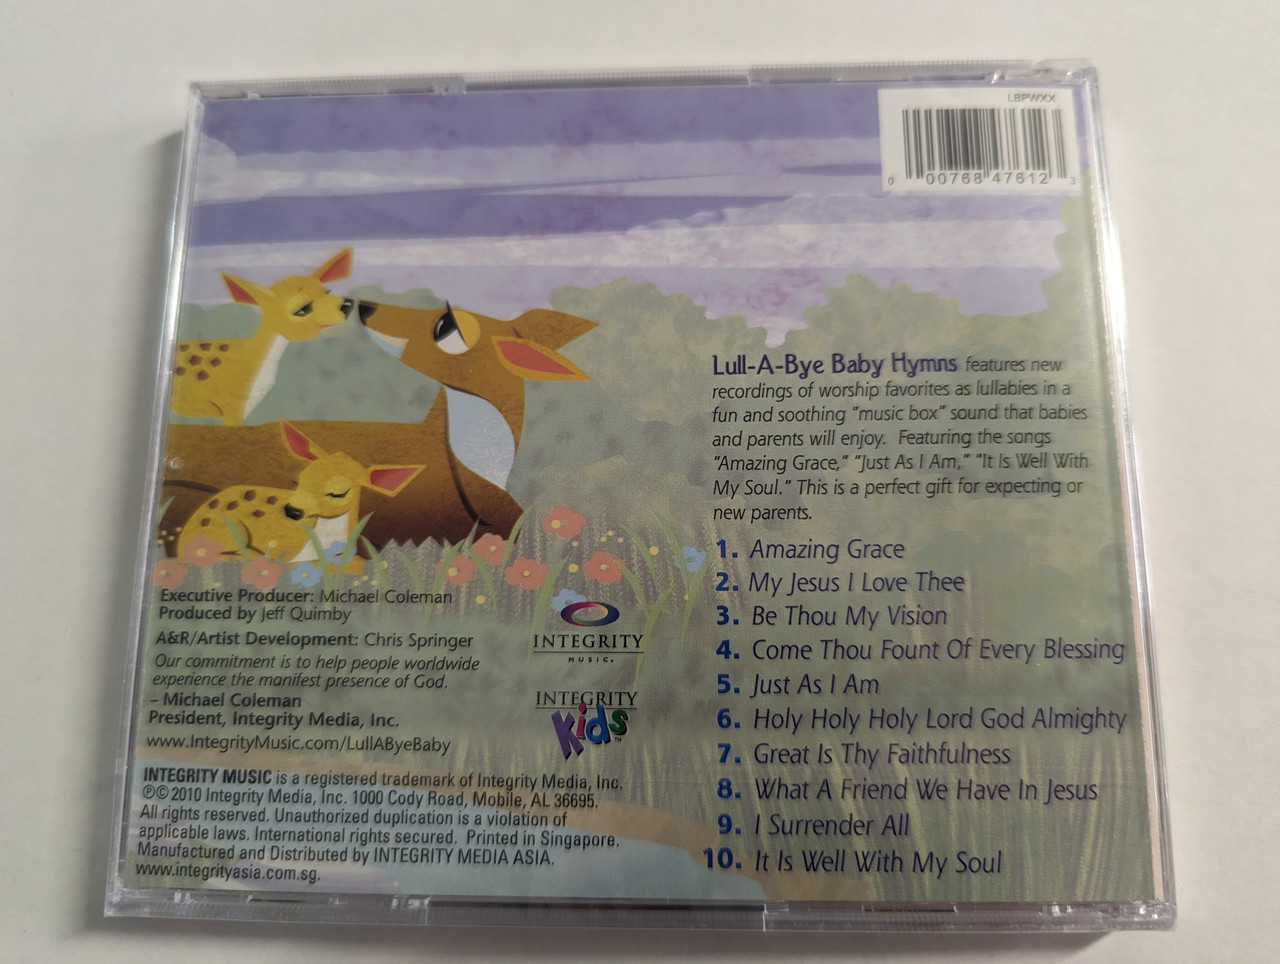 LBPWXX
0 00768 47612 3
Lull-A-Bye Baby Hymns features new
recordings of worship favorites as lullabies in a
fun and soothing "music box" sound that babies
and parents will enjoy. Featuring the songs
"Amazing Grace," "Just As I Am," "It Is Well With
My Soul." This is a perfect gift for expecting or
new parents.
1. Amazing Grace
2. My Jesus I Love Thee
3. Be Thou My Vision
4. Come Thou Fount Of Every Blessing
5. Just As I Am
6. Holy Holy Holy Lord God Almighty
7. Great Is Thy Faithfulness
8. What A Friend We Have In Jesus
9. I Surrender All
10. It Is Well With My Soul
Executive Producer: Michael Coleman
Produced by Jeff Quimby
A&R/Artist Development: Chris Springer
Our commitment is to help people worldwide
experience the manifest presence of God.
– Michael Coleman
President, Integrity Media, Inc.
www.IntegrityMusic.com/LullAByeBaby
INTEGRITY
MUSIC®
INTEGRITY
Kids™
INTEGRITY MUSIC is a registered trademark of Integrity Media, Inc.
℗© 2010 Integrity Media, Inc. 1000 Cody Road, Mobile, AL 36695.
All rights reserved. Unauthorized duplication is a violation of
applicable laws. International rights secured. Printed in Singapore.
Manufactured and Distributed by INTEGRITY MEDIA ASIA.
www.integrityasia.com.sg.